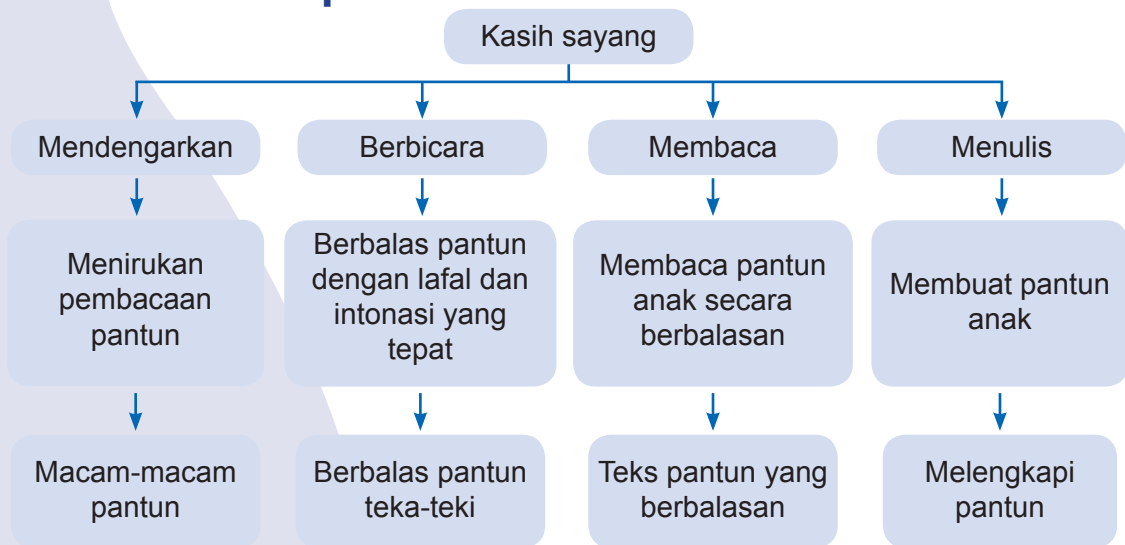 Kasih sayang
Mendengarkan
Berbicara
Membaca
Menulis
Menirukan
pembacaan
pantun
Berbalas pantun
dengan lafal dan
intonasi yang
tepat
Membaca pantun
anak secara
berbalasan
Membuat pantun
anak
Macam-macam
pantun
Berbalas pantun
teka-teki
Teks pantun yang
berbalasan
Melengkapi
pantun